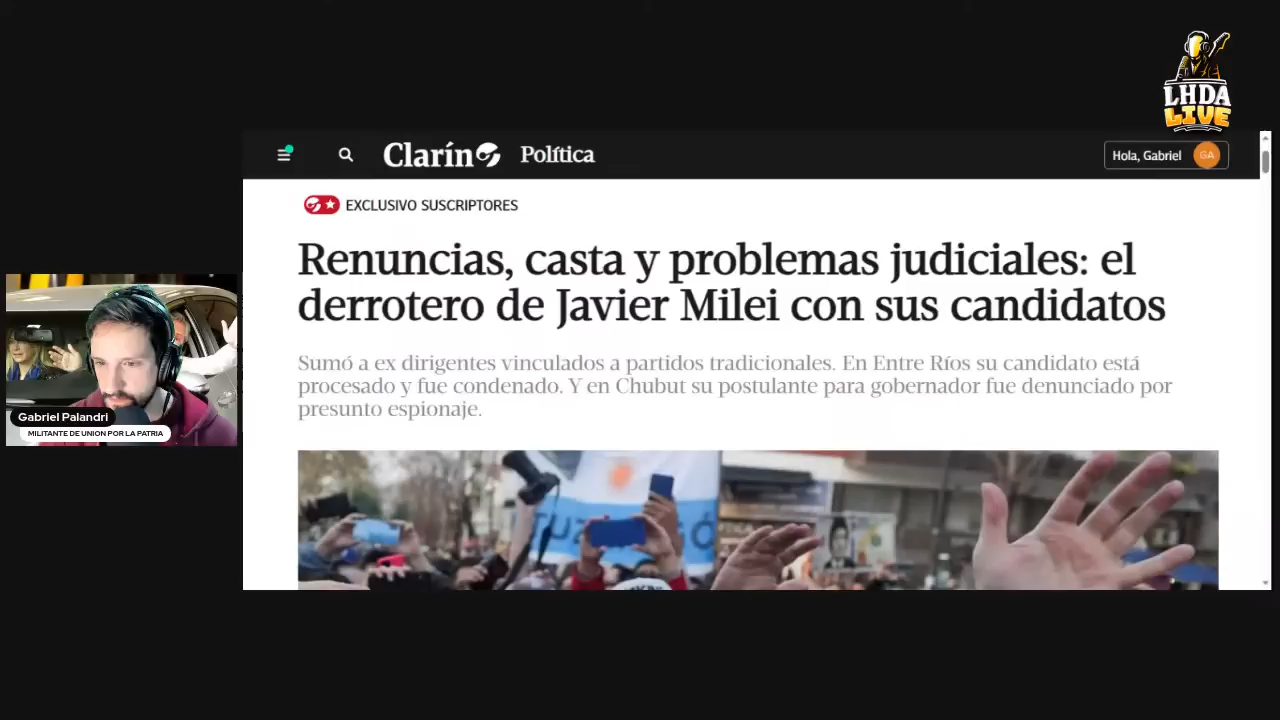 LHDA
LIVE
Clarín
Política
Hola, Gabriel
GA
EXCLUSIVO SUSCRIPTORES
Renuncias, casta y problemas judiciales: el
derrotero de Javier Milei con sus candidatos
Sumó a ex dirigentes vinculados a partidos tradicionales. En Entre Ríos su candidato está
procesado y fue condenado. Y en Chubut su postulante para gobernador fue denunciado por
presunto espionaje.
Gabriel Palandri
MILITANTE DE UNION POR LA PATRIA